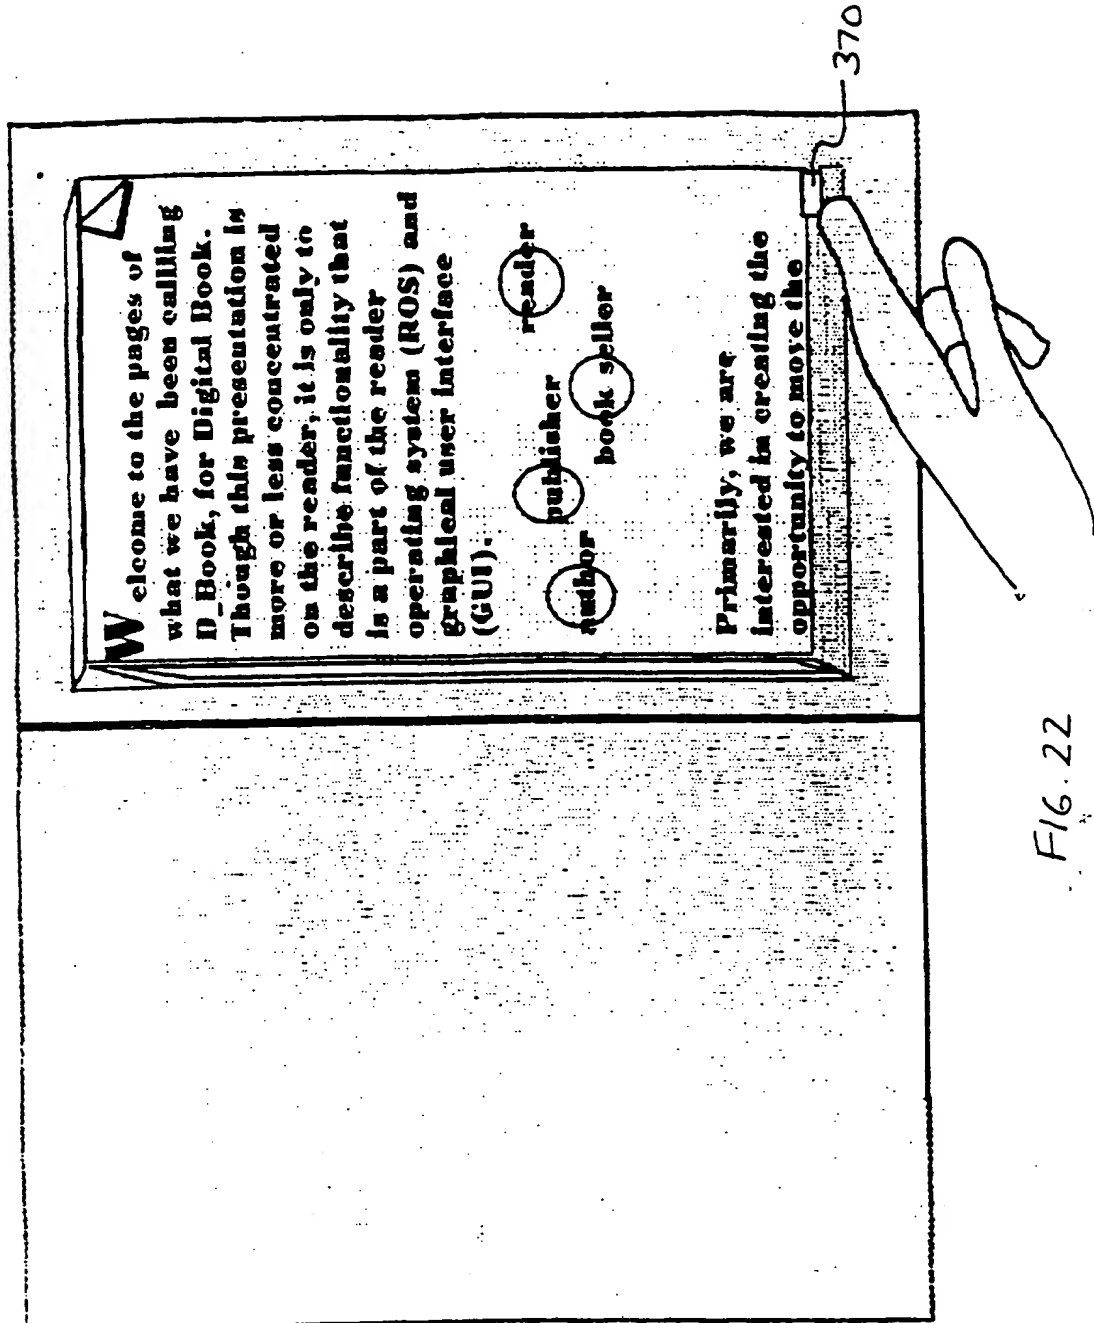 Welcome to the pages of
what we have been callling
D_Book, for Digital Book.
Though this presentation is
more or less concentrated
on the reader, it is only to
describe functionality that
is a part of the reader
operating system (ROS) and
graphical user interface
(GUI).
author
publisher
book seller
reader
Primarily, we are
interested in creating the
opportunity to move the
370
FIG. 22